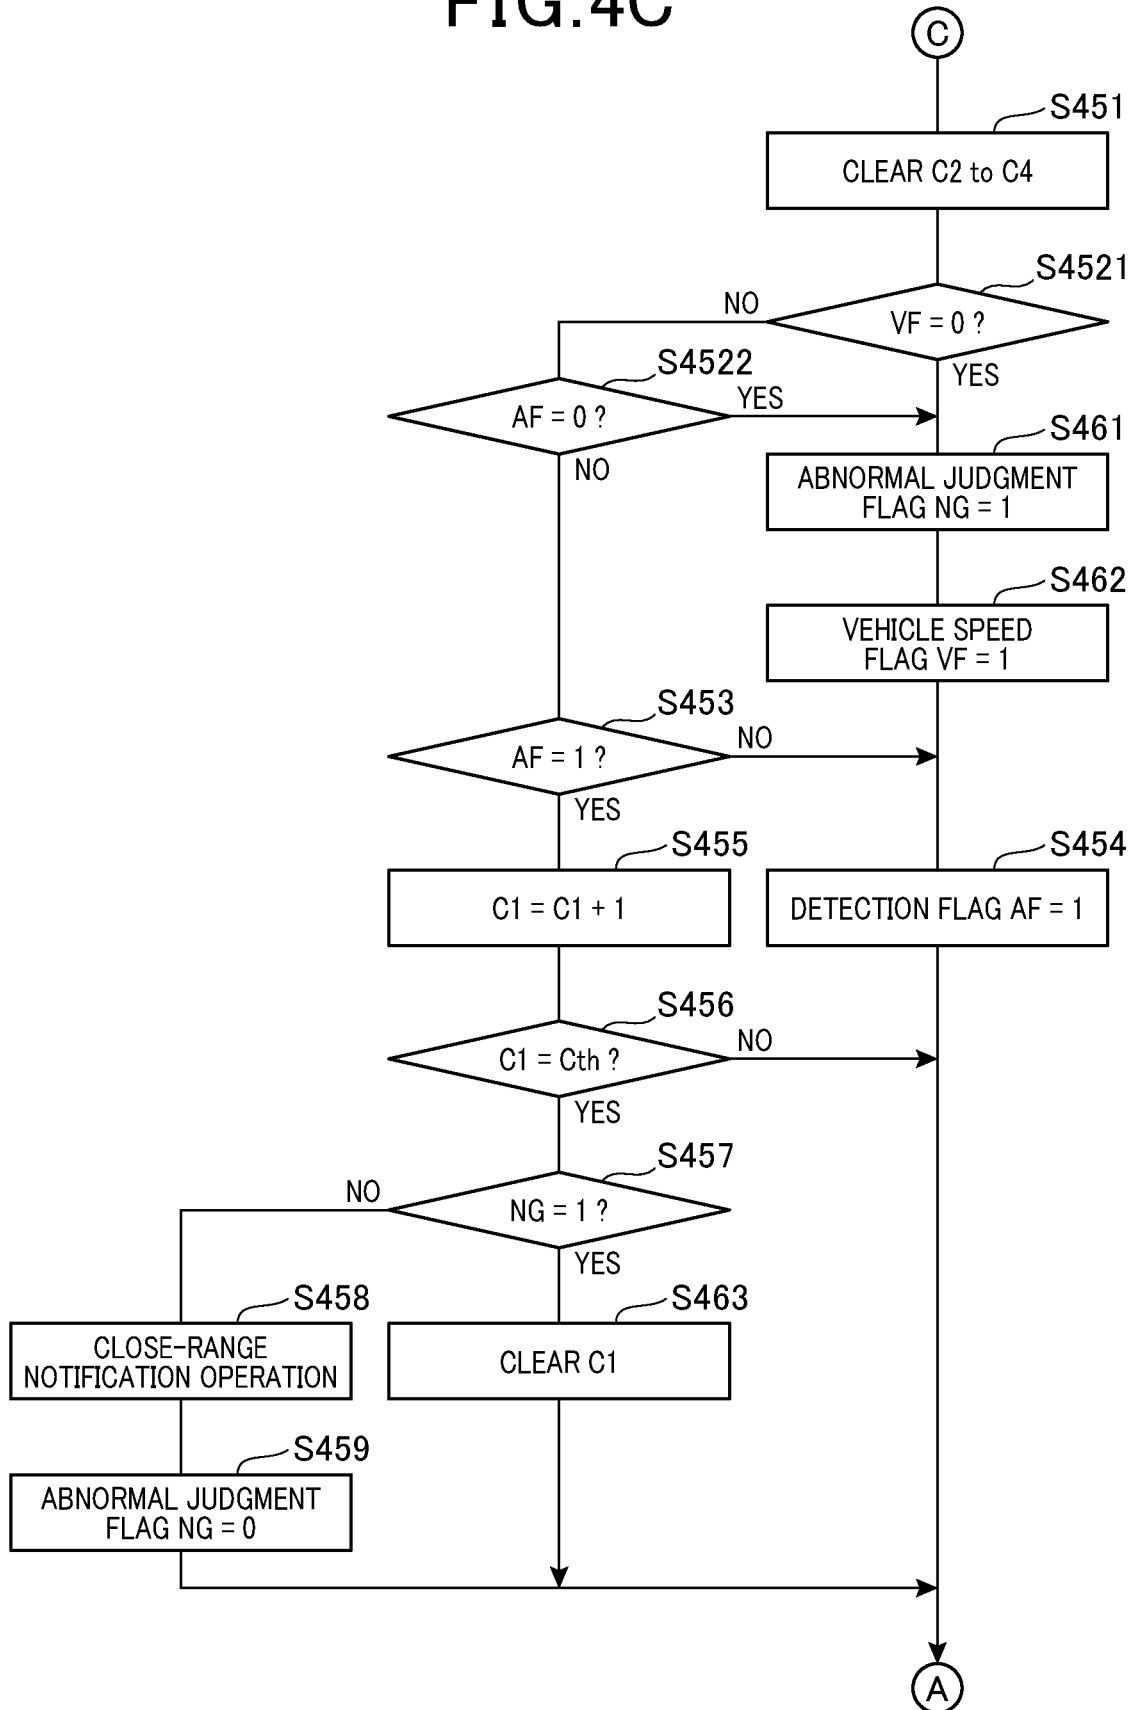 FIG.4C
C
S451
CLEAR C2 to C4
S4521
VF = 0 ?
NO
YES
S4522
AF = 0 ?
YES
NO
S461
ABNORMAL JUDGMENT
FLAG NG = 1
S462
VEHICLE SPEED
FLAG VF = 1
S453
AF = 1 ?
NO
YES
S455
C1 = C1 + 1
S454
DETECTION FLAG AF = 1
S456
C1 = Cth ?
NO
YES
S457
NG = 1 ?
NO
YES
S458
CLOSE-RANGE
NOTIFICATION OPERATION
S463
CLEAR C1
S459
ABNORMAL JUDGMENT
FLAG NG = 0
A